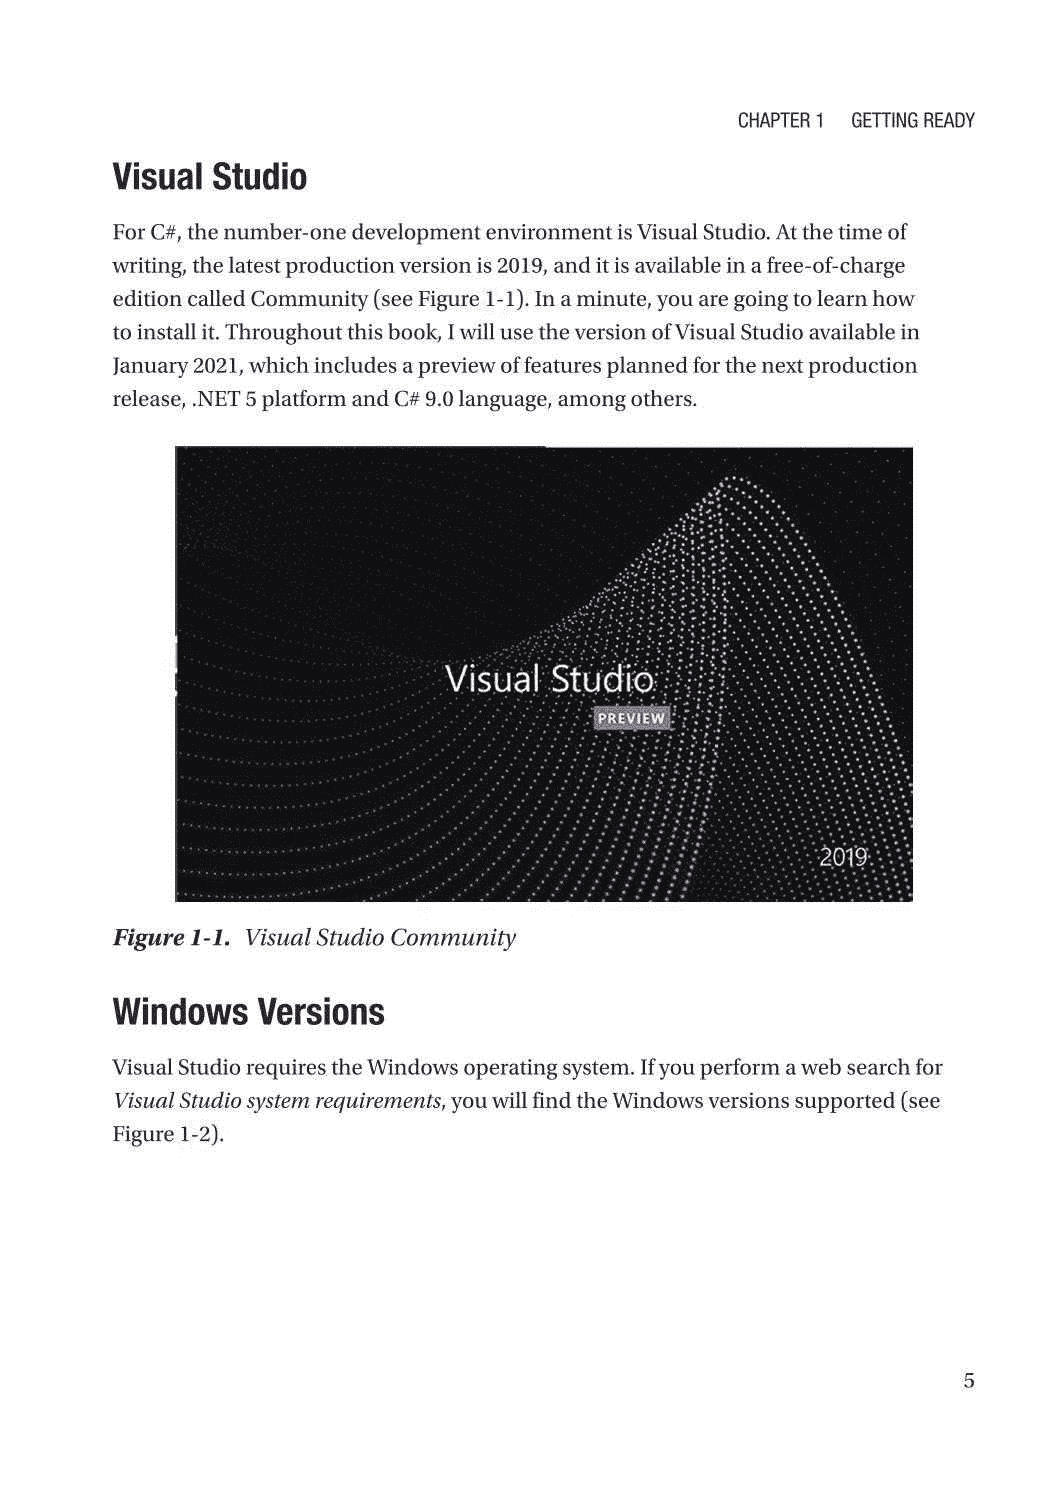 CHAPTER 1 GETTING READY
Visual Studio
For C#, the number-one development environment is Visual Studio. At the time of
writing, the latest production version is 2019, and it is available in a free-of-charge
edition called Community (see Figure 1-1). In a minute, you are going to learn how
to install it. Throughout this book, I will use the version of Visual Studio available in
January 2021, which includes a preview of features planned for the next production
release, .NET 5 platform and C# 9.0 language, among others.
Visual Studio
PREVIEW
2019
Figure 1-1. Visual Studio Community
Windows Versions
Visual Studio requires the Windows operating system. If you perform a web search for
Visual Studio system requirements, you will find the Windows versions supported (see
Figure 1-2).
5